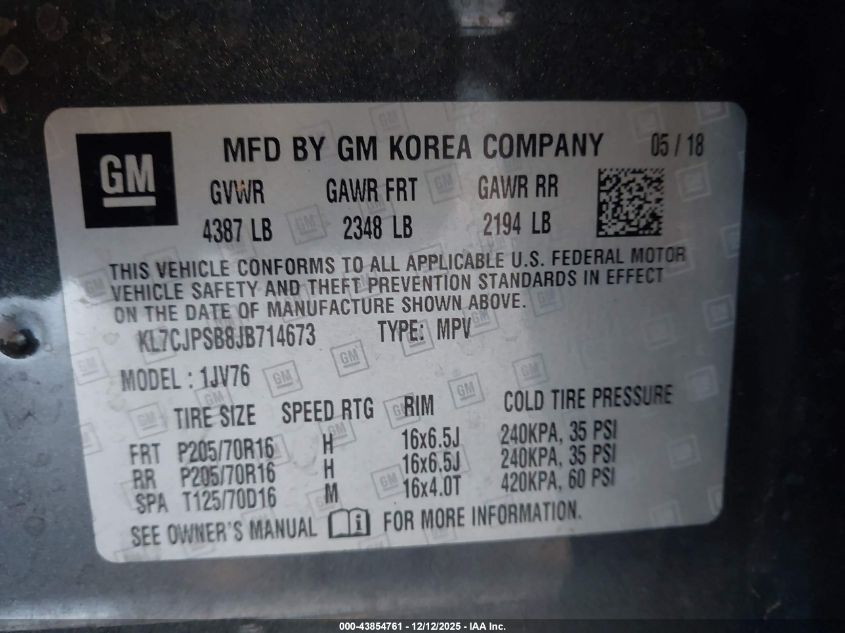 GM
MFD BY GM KOREA COMPANY 05 / 18
GVWR GAWR FRT GAWR RR
4387 LB 2348 LB 2194 LB
THIS VEHICLE CONFORMS TO ALL APPLICABLE U.S. FEDERAL MOTOR
VEHICLE SAFETY AND THEFT PREVENTION STANDARDS IN EFFECT
ON THE DATE OF MANUFACTURE SHOWN ABOVE.
KL7CJPSB8JB714673 TYPE: MPV
MODEL : 1JV76
TIRE SIZE SPEED RTG RIM COLD TIRE PRESSURE
FRT P205/70R16 H 16x6.5J 240KPA, 35 PSI
RR P205/70R16 H 16x6.5J 240KPA, 35 PSI
SPA T125/70D16 M 16x4.0T 420KPA, 60 PSI
SEE OWNER'S MANUAL FOR MORE INFORMATION.
000-43854761 - 12/12/2025 - IAA Inc.